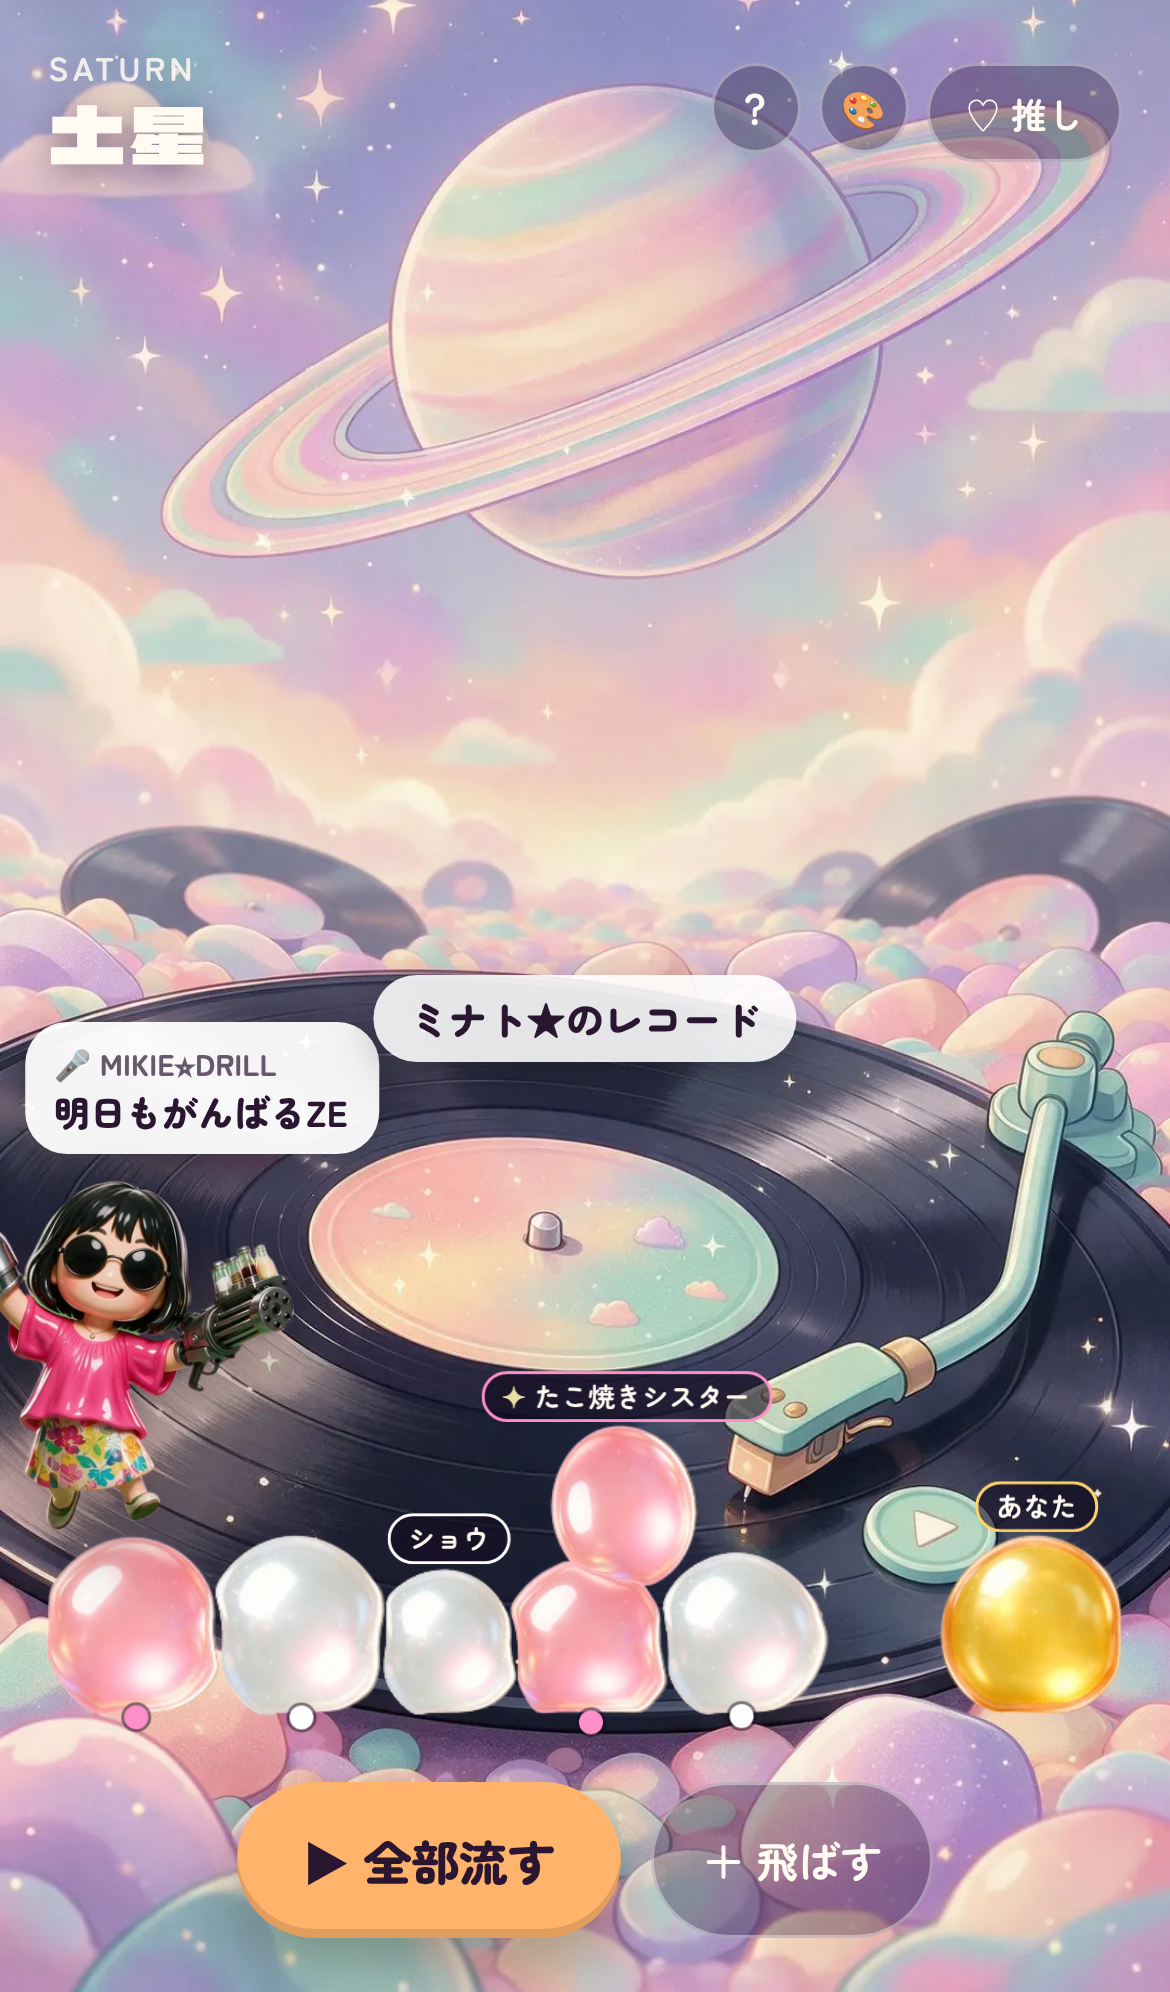 SATURN
土星
?
♡ 推し
ミナト★のレコード
🎤 MIKIE★DRILL
明日もがんばるZE
✦ たこ焼きシスター
あなた
ショウ
▶ 全部流す
＋ 飛ばす